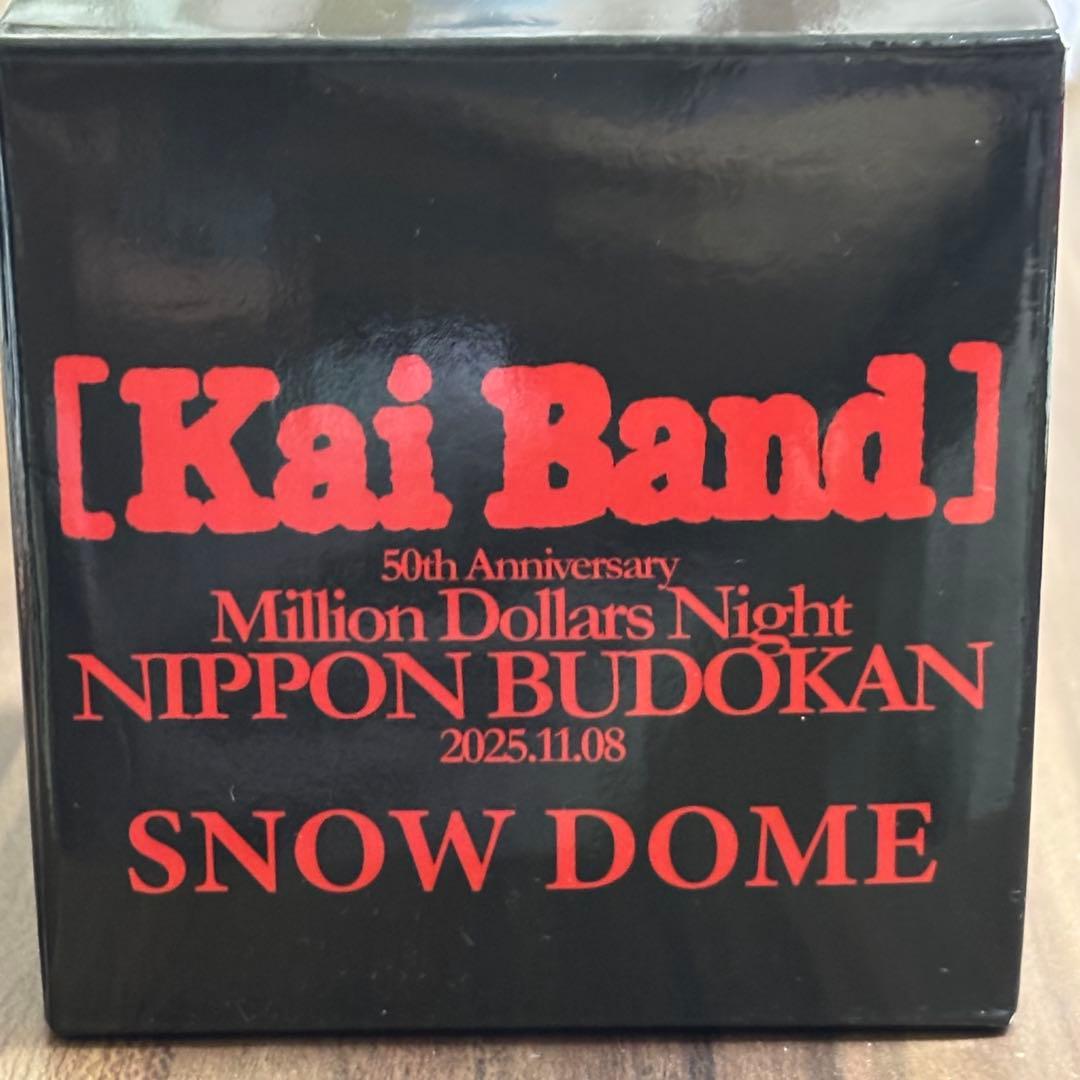 [Kai Band]
50th Anniversary
Million Dollars Night
NIPPON BUDOKAN
2025.11.08
SNOW DOME